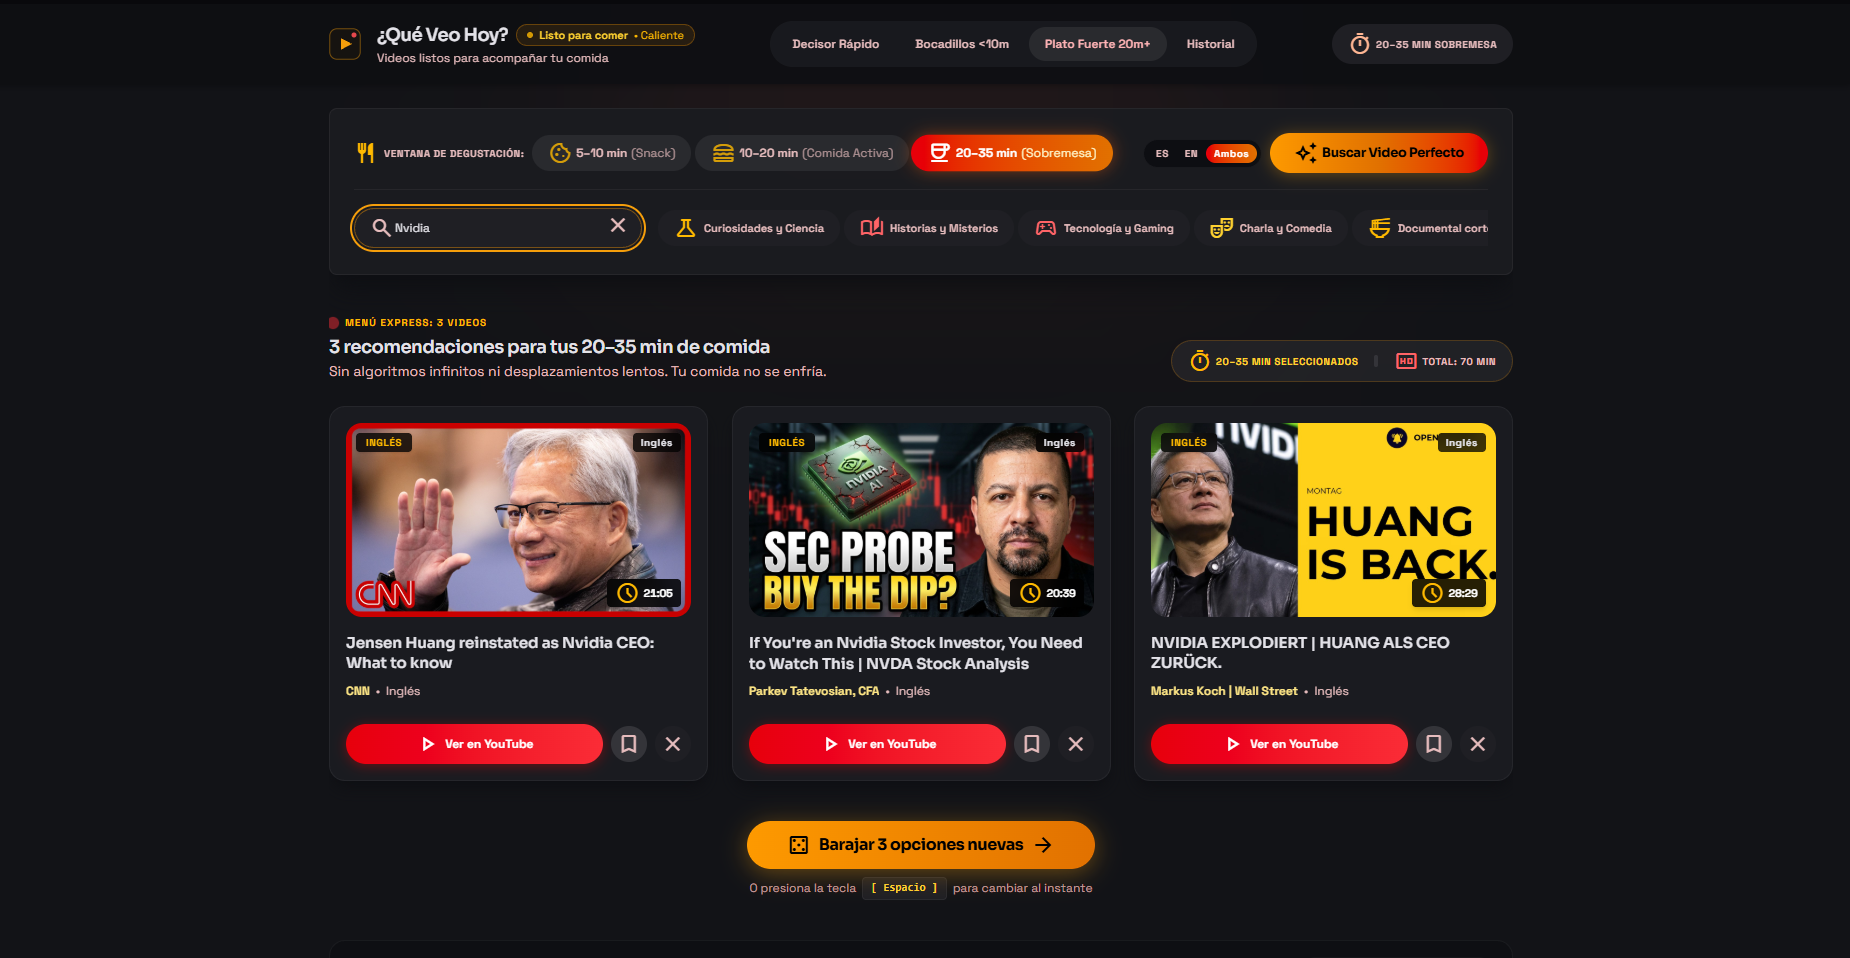 ¿Qué Veo Hoy?
Listo para comer • Caliente
Videos listos para acompañar tu comida
Decisor Rápido
Bocadillos <10m
Plato Fuerte 20m+
Historial
20–35 MIN SOBREMESA
VENTANA DE DEGUSTACIÓN:
5–10 min (Snack)
10–20 min (Comida Activa)
20–35 min (Sobremesa)
ES
EN
Ambos
Buscar Video Perfecto
Nvidia
Curiosidades y Ciencia
Historias y Misterios
Tecnología y Gaming
Charla y Comedia
Documental cort
MENÚ EXPRESS: 3 VIDEOS
3 recomendaciones para tus 20–35 min de comida
Sin algoritmos infinitos ni desplazamientos lentos. Tu comida no se enfría.
20–35 MIN SELECCIONADOS
HD
TOTAL: 70 MIN
INGLÉS
Inglés
CNN
21:05
Jensen Huang reinstated as Nvidia CEO:
What to know
CNN • Inglés
Ver en YouTube
INGLÉS
Inglés
NVIDIA
AI
SEC PROBE
BUY THE DIP?
20:39
If You're an Nvidia Stock Investor, You Need
to Watch This | NVDA Stock Analysis
Parkev Tatevosian, CFA • Inglés
Ver en YouTube
INGLÉS
NVIDI
OPEN
Inglés
MONTAG
HUANG
IS BACK.
28:29
NVIDIA EXPLODIERT | HUANG ALS CEO
ZURÜCK.
Markus Koch | Wall Street • Inglés
Ver en YouTube
Barajar 3 opciones nuevas
O presiona la tecla [ Espacio ] para cambiar al instante